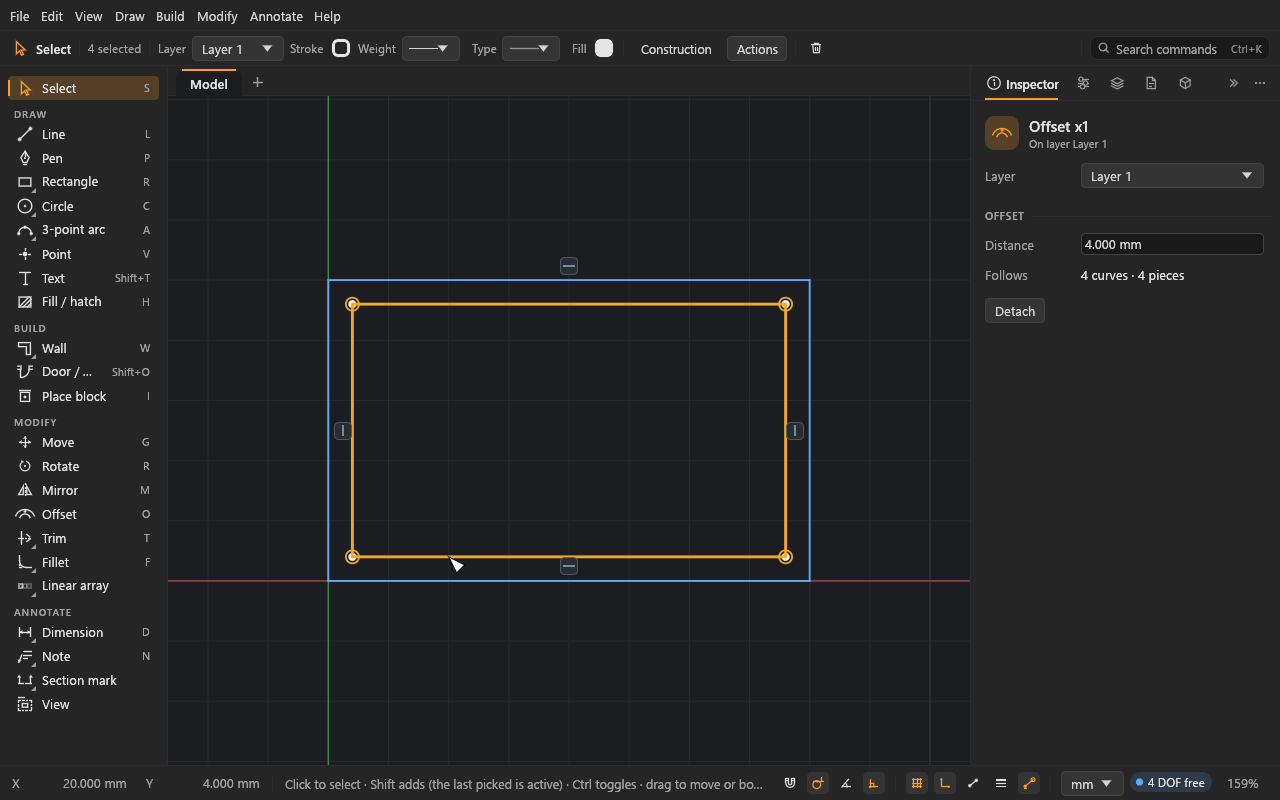 File Edit View Draw Build Modify Annotate Help
Select 4 selected Layer Layer 1 Stroke Weight Type Fill Construction Actions Search commands Ctrl+K
Select S
DRAW
Line L
Pen P
Rectangle R
Circle C
3-point arc A
Point V
Text Shift+T
Fill / hatch H
BUILD
Wall W
Door / ... Shift+O
Place block I
MODIFY
Move G
Rotate R
Mirror M
Offset O
Trim T
Fillet F
Linear array
ANNOTATE
Dimension D
Note N
Section mark
View
Model
Inspector
Offset x1
On layer Layer 1
Layer Layer 1
OFFSET
Distance 4.000 mm
Follows 4 curves · 4 pieces
Detach
X 20.000 mm Y 4.000 mm Click to select · Shift adds (the last picked is active) · Ctrl toggles · drag to move or bo... mm 4 DOF free 159%